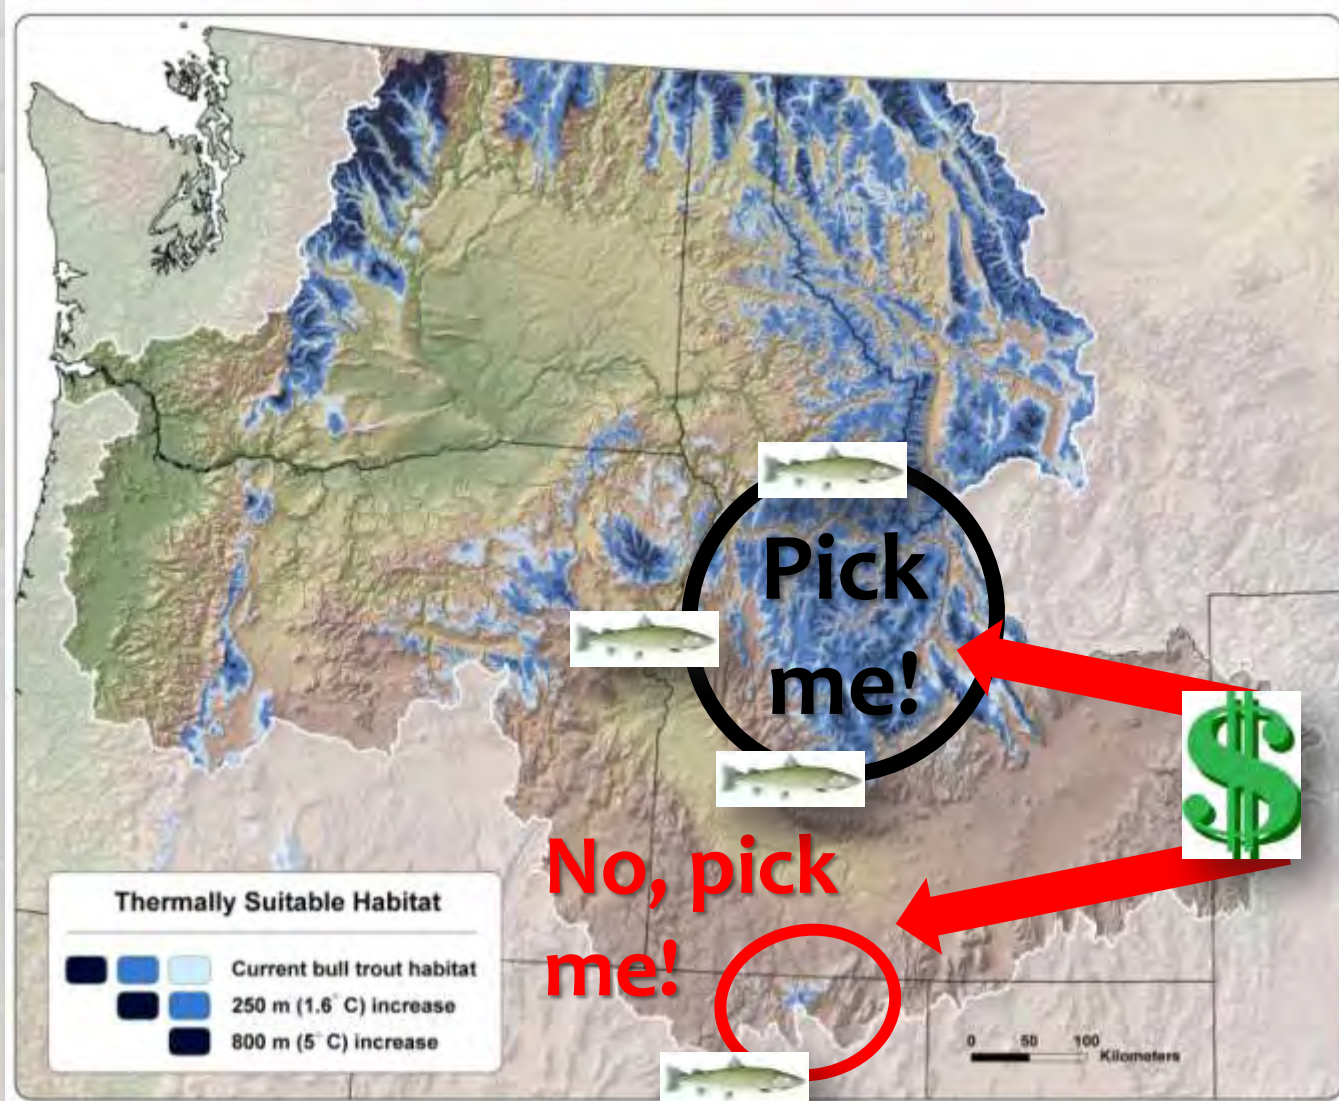 Pick
me!
No, pick
me!
$
Thermally Suitable Habitat
Current bull trout habitat
250 m (1.6° C) increase
800 m (5° C) increase
0 50 100
Kilometers